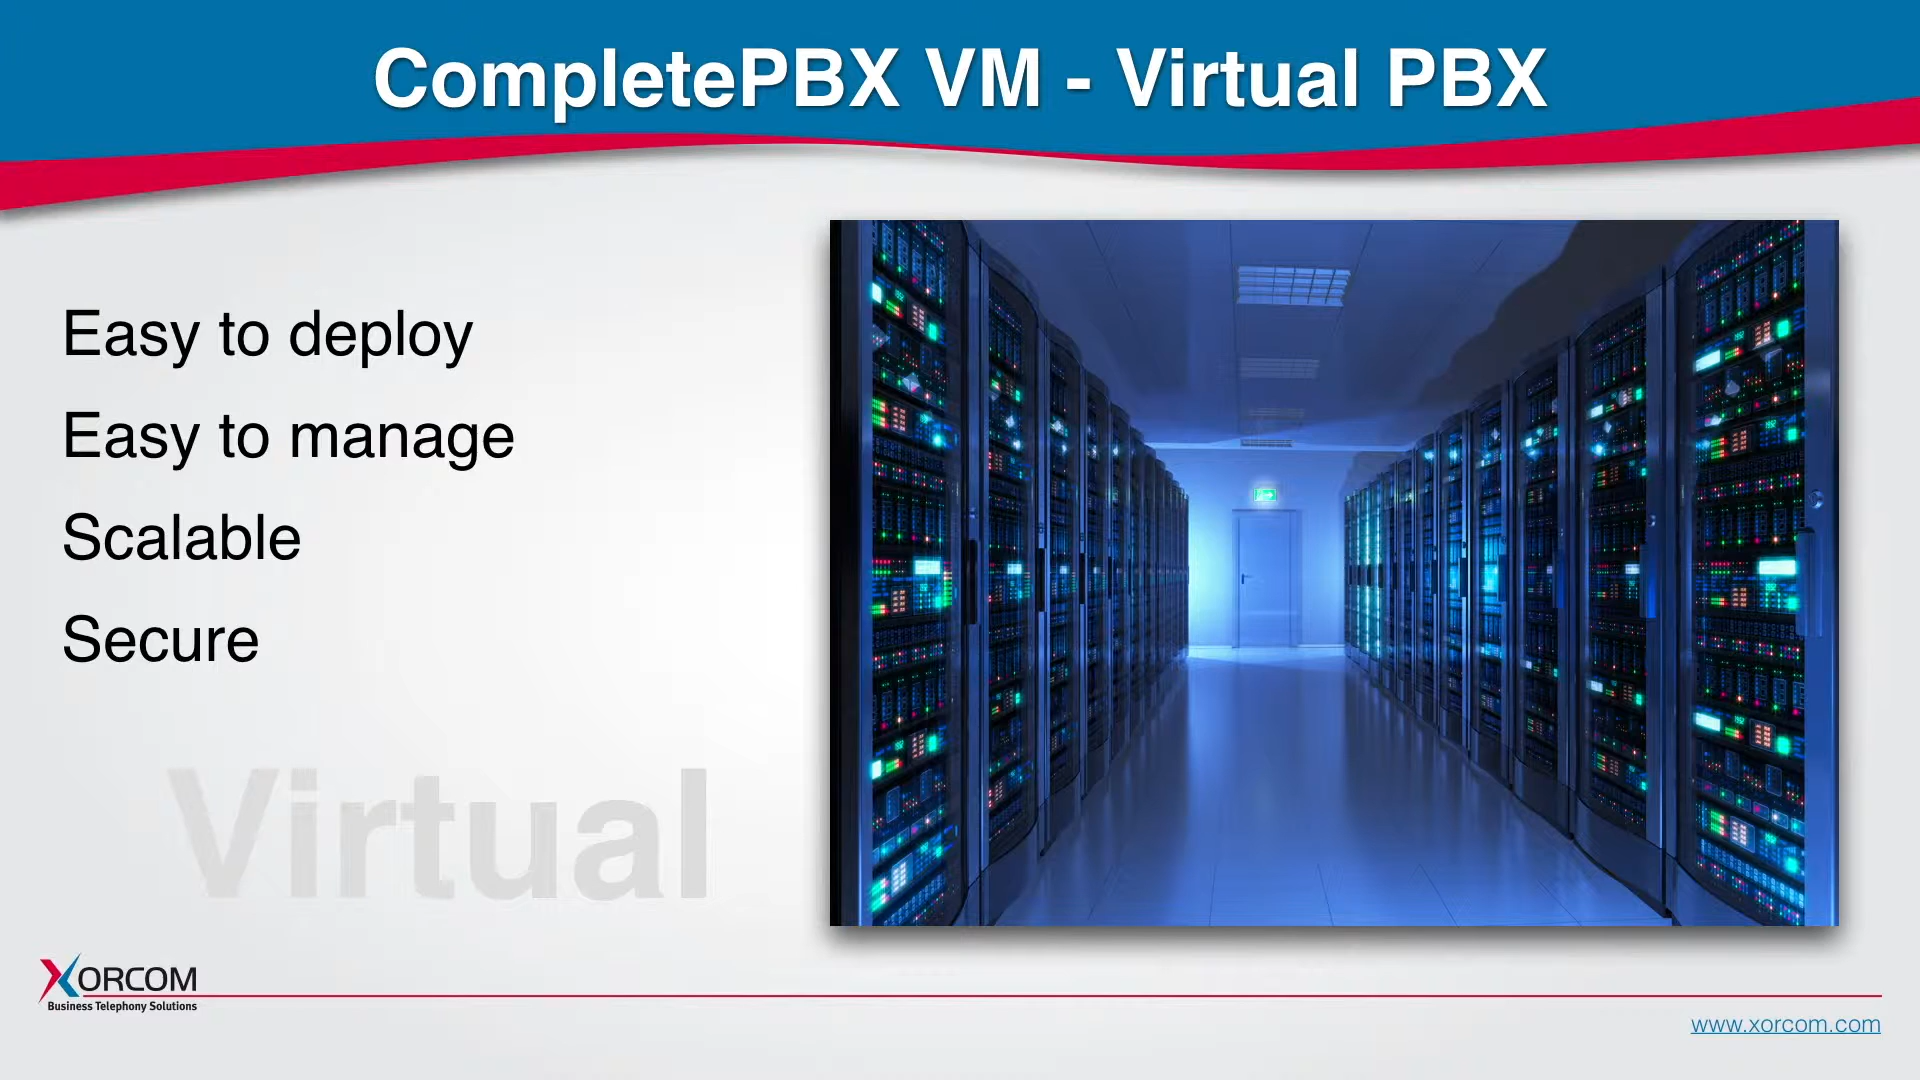 CompletePBX VM - Virtual PBX
Easy to deploy
Easy to manage
Scalable
Secure
Virtual
XORCOM
Business Telephony Solutions
www.xorcom.com